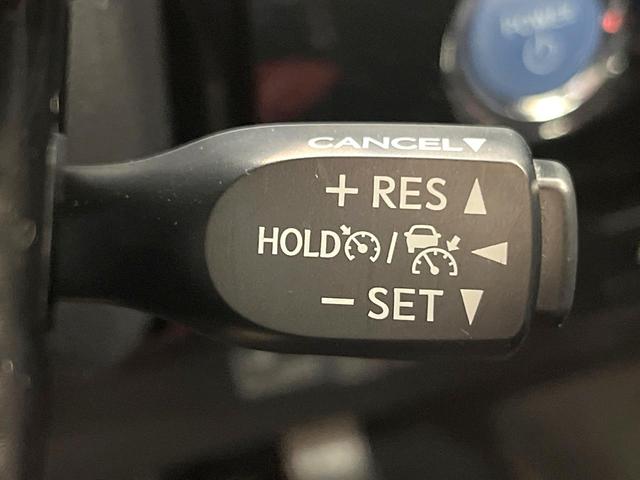 POWER
CANCEL▼
+ RES ▲
HOLD / ◀
− SET ▼